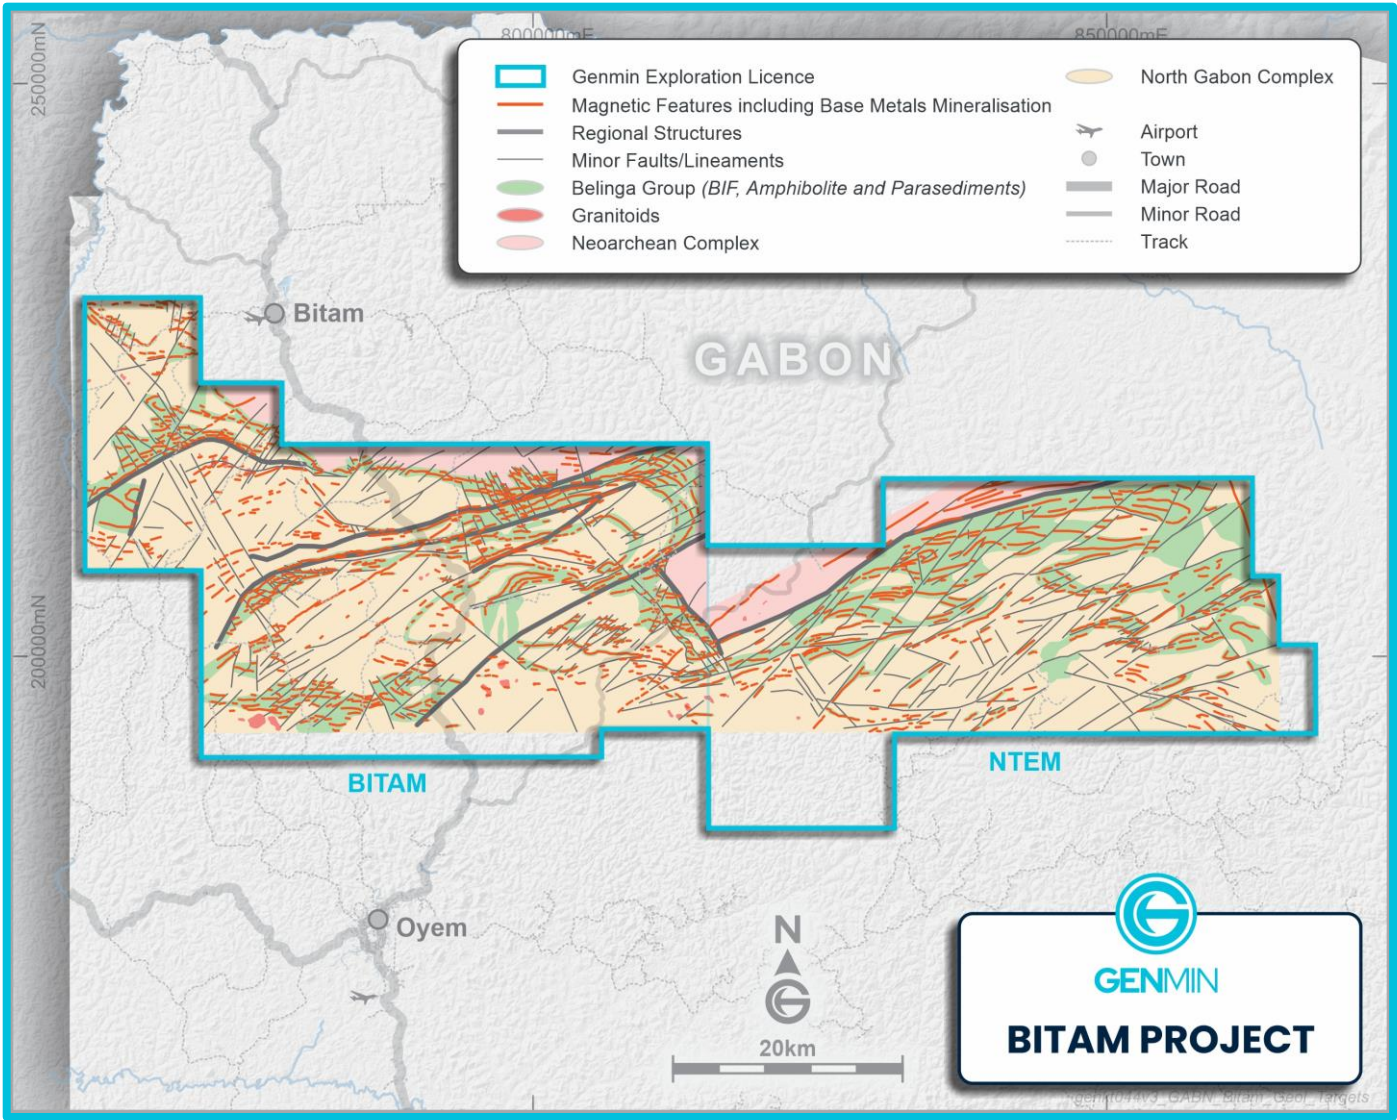 800000mE
850000mE
250000mN
200000mN
Genmin Exploration Licence
Magnetic Features including Base Metals Mineralisation
Regional Structures
Minor Faults/Lineaments
Belinga Group (BIF, Amphibolite and Parasediments)
Granitoids
Neoarchean Complex
North Gabon Complex
Airport
Town
Major Road
Minor Road
Track
Bitam
GABON
BITAM
NTEM
Oyem
N
20km
GENMIN
BITAM PROJECT